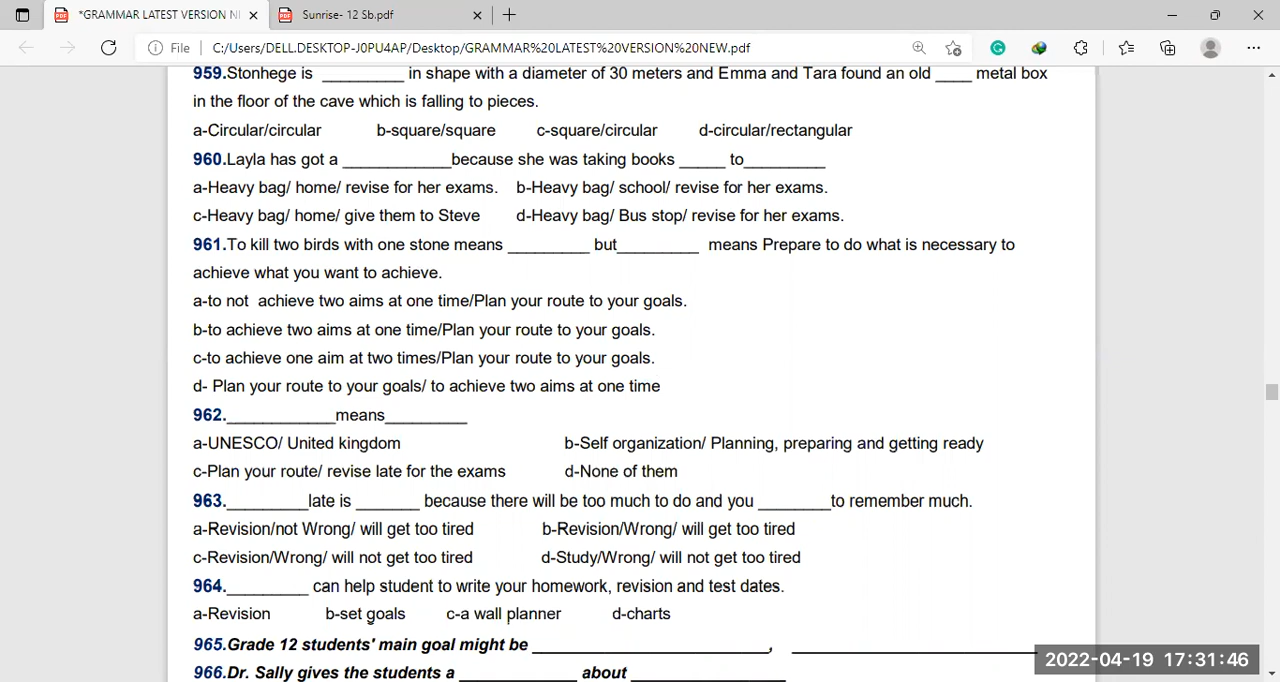 *GRAMMAR LATEST VERSION N
Sunrise- 12 Sb.pdf
File C:/Users/DELL.DESKTOP-J0PU4AP/Desktop/GRAMMAR%20LATEST%20VERSION%20NEW.pdf
959.Stonhege is _________ in shape with a diameter of 30 meters and Emma and Tara found an old ____ metal box
in the floor of the cave which is falling to pieces.
a-Circular/circular b-square/square c-square/circular d-circular/rectangular
960.Layla has got a ____________because she was taking books _____ to_________
a-Heavy bag/ home/ revise for her exams. b-Heavy bag/ school/ revise for her exams.
c-Heavy bag/ home/ give them to Steve d-Heavy bag/ Bus stop/ revise for her exams.
961.To kill two birds with one stone means _________ but_________ means Prepare to do what is necessary to
achieve what you want to achieve.
a-to not achieve two aims at one time/Plan your route to your goals.
b-to achieve two aims at one time/Plan your route to your goals.
c-to achieve one aim at two times/Plan your route to your goals.
d- Plan your route to your goals/ to achieve two aims at one time
962.____________means_________
a-UNESCO/ United kingdom b-Self organization/ Planning, preparing and getting ready
c-Plan your route/ revise late for the exams d-None of them
963._________late is _______ because there will be too much to do and you ________to remember much.
a-Revision/not Wrong/ will get too tired b-Revision/Wrong/ will get too tired
c-Revision/Wrong/ will not get too tired d-Study/Wrong/ will not get too tired
964._________ can help student to write your homework, revision and test dates.
a-Revision b-set goals c-a wall planner d-charts
965.Grade 12 students' main goal might be __________________________, ___________________________
966.Dr. Sally gives the students a _____________ about _________________
2022-04-19 17:31:46